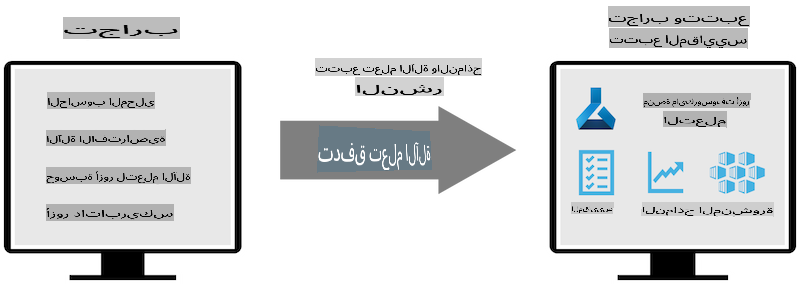 تجارب
الحاسوب المحلي
الآلة الافتراضية
حوسبة أزور لتعلم الآلة
أزور داتابريكس
تتبع تعلم الآلة والنماذج
النشر
تدفق تعلم الآلة
تجارب وتتبع
تتبع المقاييس
منصة مايكروسوفت أزور
التعلم
المقاييس
النماذج المنشورة